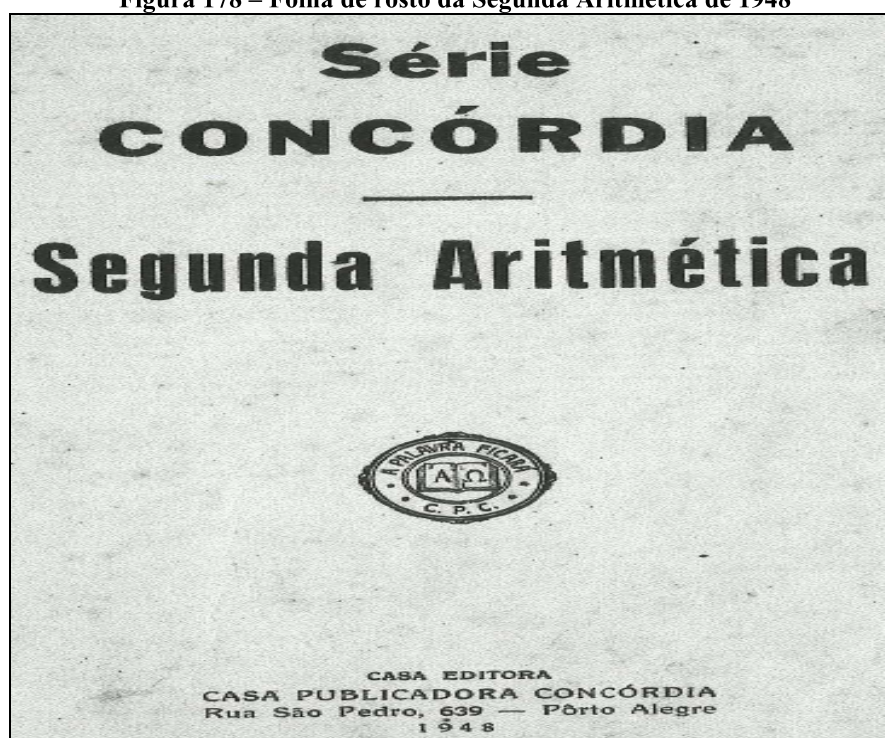 Figura 178 – Folha de rosto da Segunda Aritmética de 1948
Série
CONCÓRDIA
Segunda Aritmética
A PALAVRA FICARÁ
Α Ω
C. P. C.
CASA EDITORA
CASA PUBLICADORA CONCÓRDIA
Rua São Pedro, 639 — Pôrto Alegre
1948